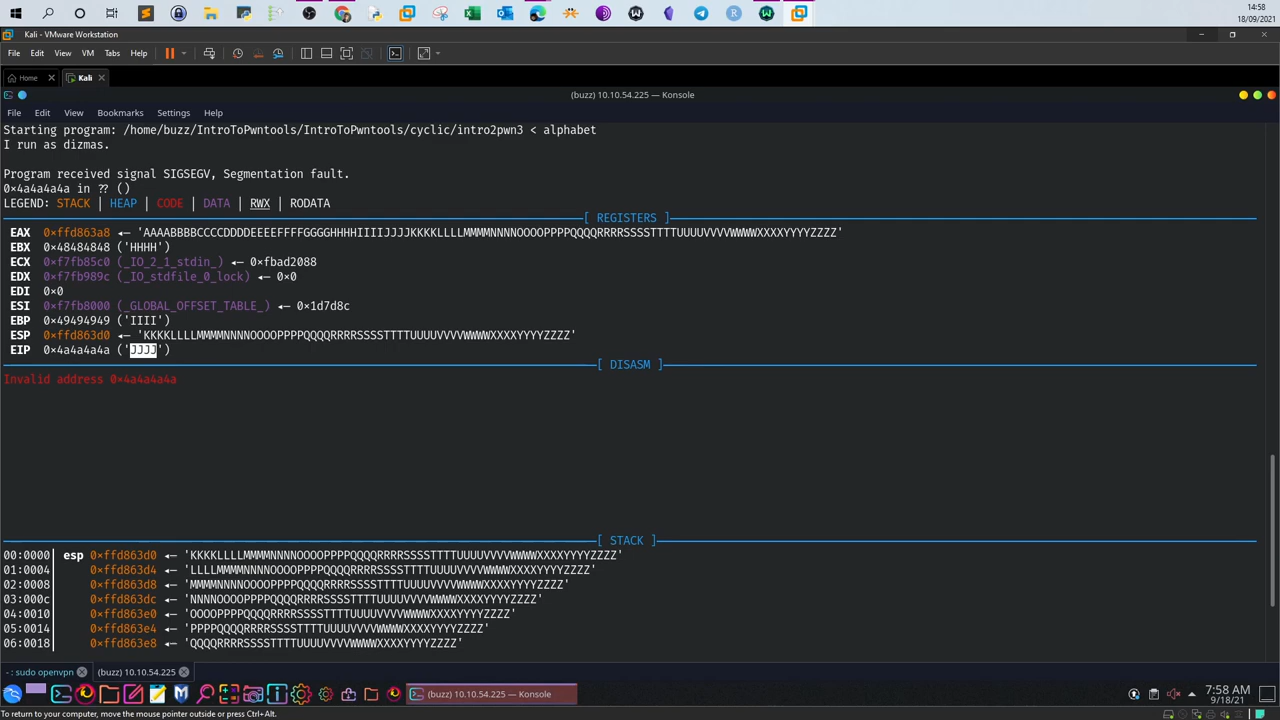 14:58
18/09/2021
Kali - VMware Workstation
File Edit View VM Tabs Help
Home Kali
(buzz) 10.10.54.225 — Konsole
File Edit View Bookmarks Settings Help
Starting program: /home/buzz/IntroToPwntools/IntroToPwntools/cyclic/intro2pwn3 < alphabet
I run as dizmas.
Program received signal SIGSEGV, Segmentation fault.
0×4a4a4a4a in ?? ()
LEGEND: STACK | HEAP | CODE | DATA | RWX | RODATA
[ REGISTERS ]
EAX 0×ffd863a8 ◂— 'AAAABBBBCCCCDDDDEEEEFFFFGGGGHHHHIIIIJJJJKKKKLLLLMMMMNNNNOOOOPPPPQQQQRRRRSSSSTTTTUUUUVVVVWWWWXXXXYYYYZZZZ'
EBX 0×48484848 ('HHHH')
ECX 0×f7fb85c0 (_IO_2_1_stdin_) ◂— 0×fbad2088
EDX 0×f7fb989c (_IO_stdfile_0_lock) ◂— 0×0
EDI 0×0
ESI 0×f7fb8000 (_GLOBAL_OFFSET_TABLE_) ◂— 0×1d7d8c
EBP 0×49494949 ('IIII')
ESP 0×ffd863d0 ◂— 'KKKKLLLLMMMMNNNNOOOOPPPPQQQQRRRRSSSSTTTTUUUUVVVVWWWWXXXXYYYYZZZZ'
EIP 0×4a4a4a4a ('JJJJ')
[ DISASM ]
Invalid address 0×4a4a4a4a
[ STACK ]
00:0000│ esp 0×ffd863d0 ◂— 'KKKKLLLLMMMMNNNNOOOOPPPPQQQQRRRRSSSSTTTTUUUUVVVVWWWWXXXXYYYYZZZZ'
01:0004│ 0×ffd863d4 ◂— 'LLLLMMMMNNNNOOOOPPPPQQQQRRRRSSSSTTTTUUUUVVVVWWWWXXXXYYYYZZZZ'
02:0008│ 0×ffd863d8 ◂— 'MMMMNNNNOOOOPPPPQQQQRRRRSSSSTTTTUUUUVVVVWWWWXXXXYYYYZZZZ'
03:000c│ 0×ffd863dc ◂— 'NNNNOOOOPPPPQQQQRRRRSSSSTTTTUUUUVVVVWWWWXXXXYYYYZZZZ'
04:0010│ 0×ffd863e0 ◂— 'OOOOPPPPQQQQRRRRSSSSTTTTUUUUVVVVWWWWXXXXYYYYZZZZ'
05:0014│ 0×ffd863e4 ◂— 'PPPPQQQQRRRRSSSSTTTTUUUUVVVVWWWWXXXXYYYYZZZZ'
06:0018│ 0×ffd863e8 ◂— 'QQQQRRRRSSSSTTTTUUUUVVVVWWWWXXXXYYYYZZZZ'
- : sudo openvpn (buzz) 10.10.54.225
(buzz) 10.10.54.225 — Konsole
7:58 AM
9/18/21
To return to your computer, move the mouse pointer outside or press Ctrl+Alt.